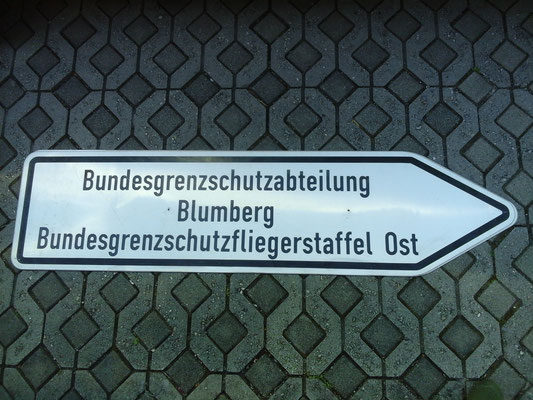 Bundesgrenzschutzabteilung
Blumberg
Bundesgrenzschutzfliegerstaffel Ost